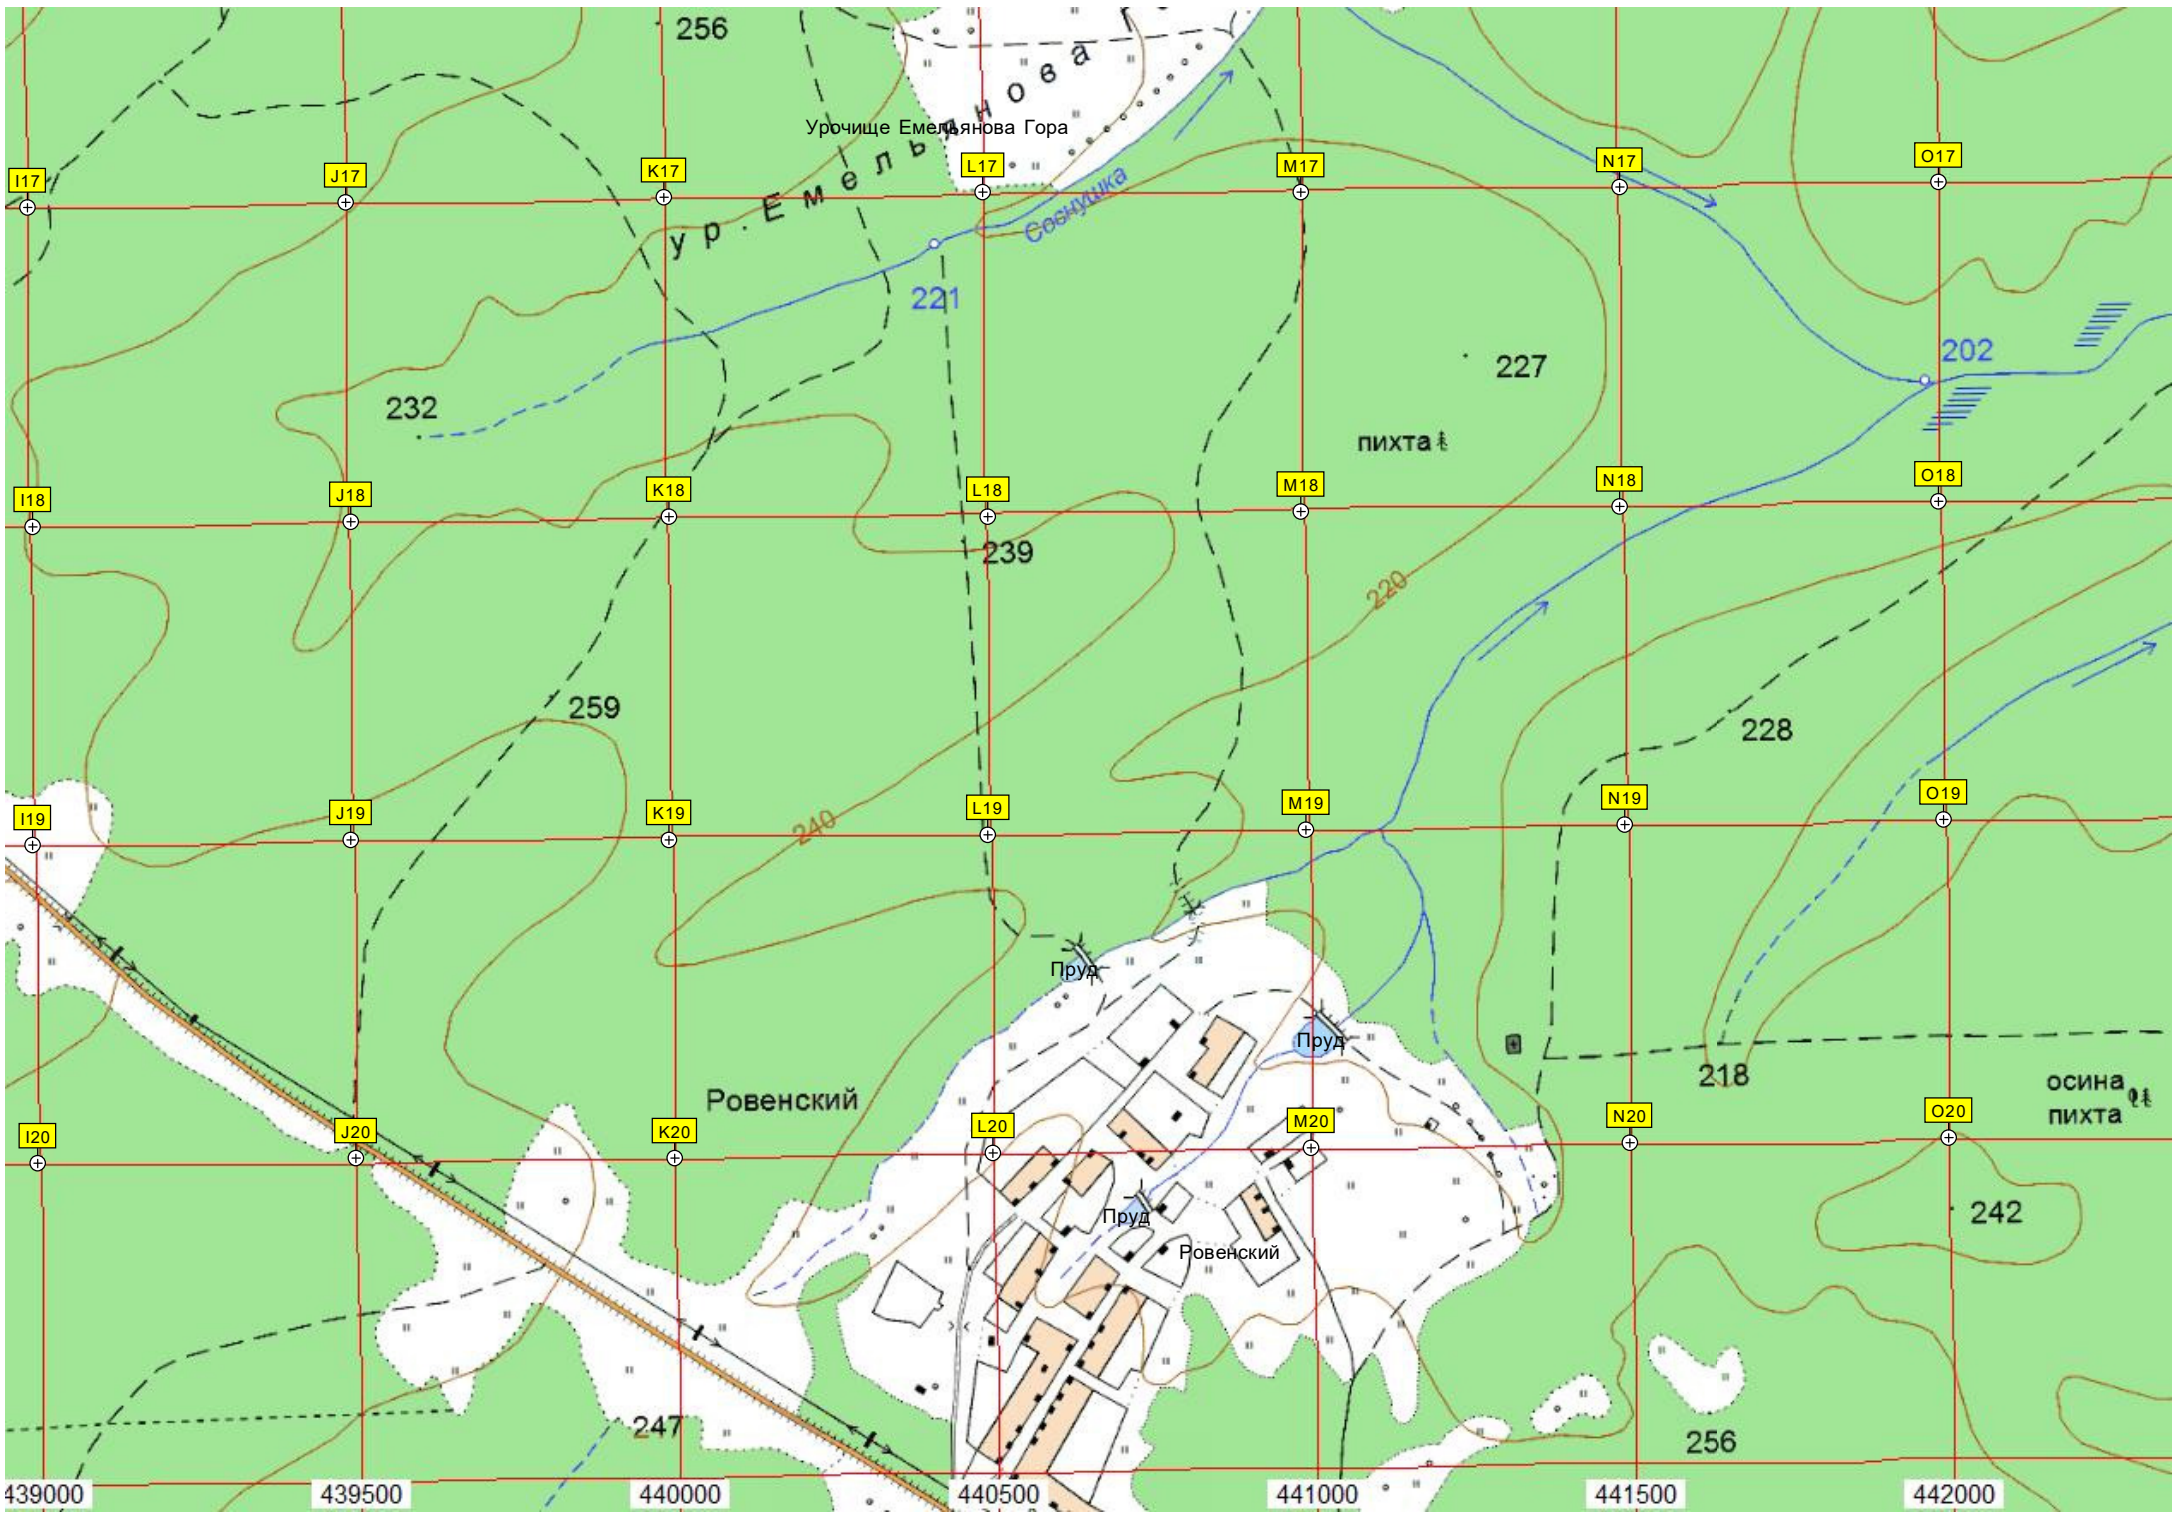 256
ур. Емельянова
Урочище Емельянова Гора
I17
J17
K17
L17
M17
N17
O17
Соснушка
221
202
227
232
пихта
I18
J18
K18
L18
M18
N18
O18
239
220
259
228
I19
J19
K19
L19
M19
N19
O19
240
Пруд
Пруд
218
осина
пихта
Ровенский
I20
J20
K20
L20
M20
N20
O20
Пруд
242
Ровенский
247
256
439000
439500
440000
440500
441000
441500
442000